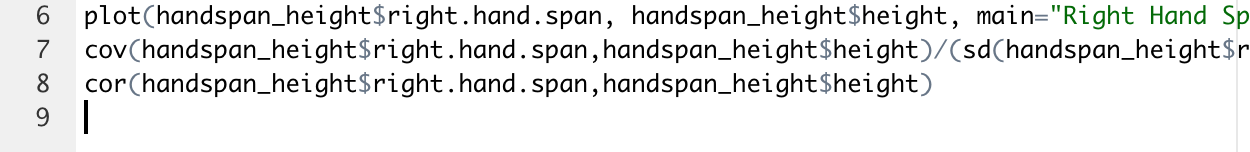 6 plot(handspan_height$right.hand.span, handspan_height$height, main="Right Hand Sp
7 cov(handspan_height$right.hand.span,handspan_height$height)/(sd(handspan_height$r
8 cor(handspan_height$right.hand.span,handspan_height$height)
9